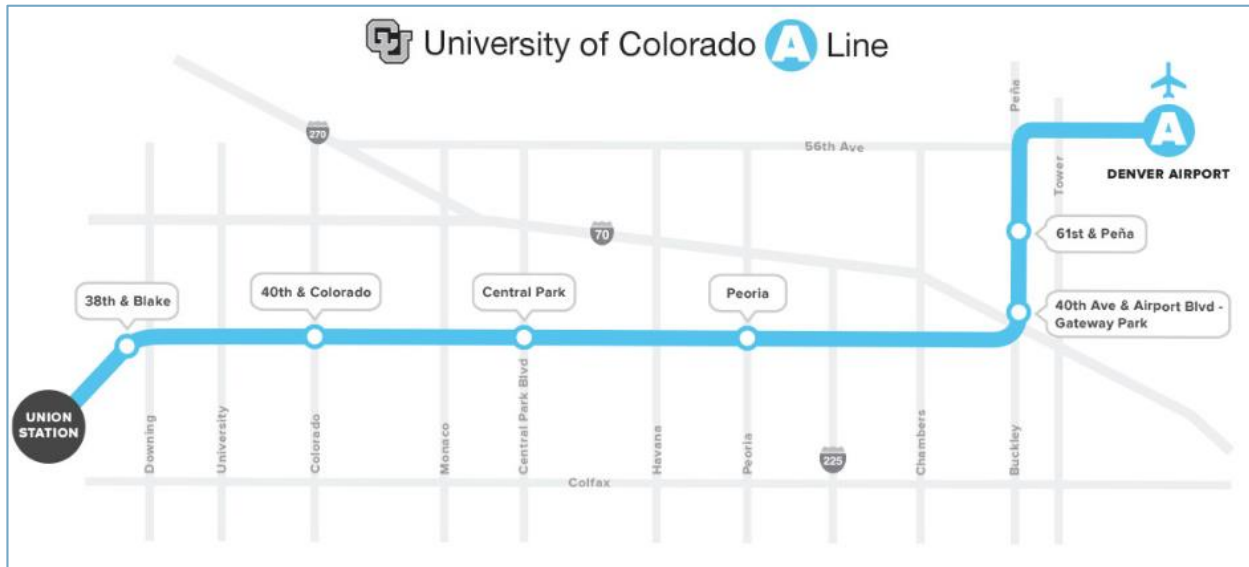 CU University of Colorado A Line
270
56th Ave
Peña
Tower
A
DENVER AIRPORT
70
61st & Peña
38th & Blake
40th & Colorado
Central Park
Peoria
40th Ave & Airport Blvd -
Gateway Park
UNION
STATION
Downing
University
Colorado
Monaco
Central Park Blvd
Havana
Peoria
225
Chambers
Buckley
Colfax